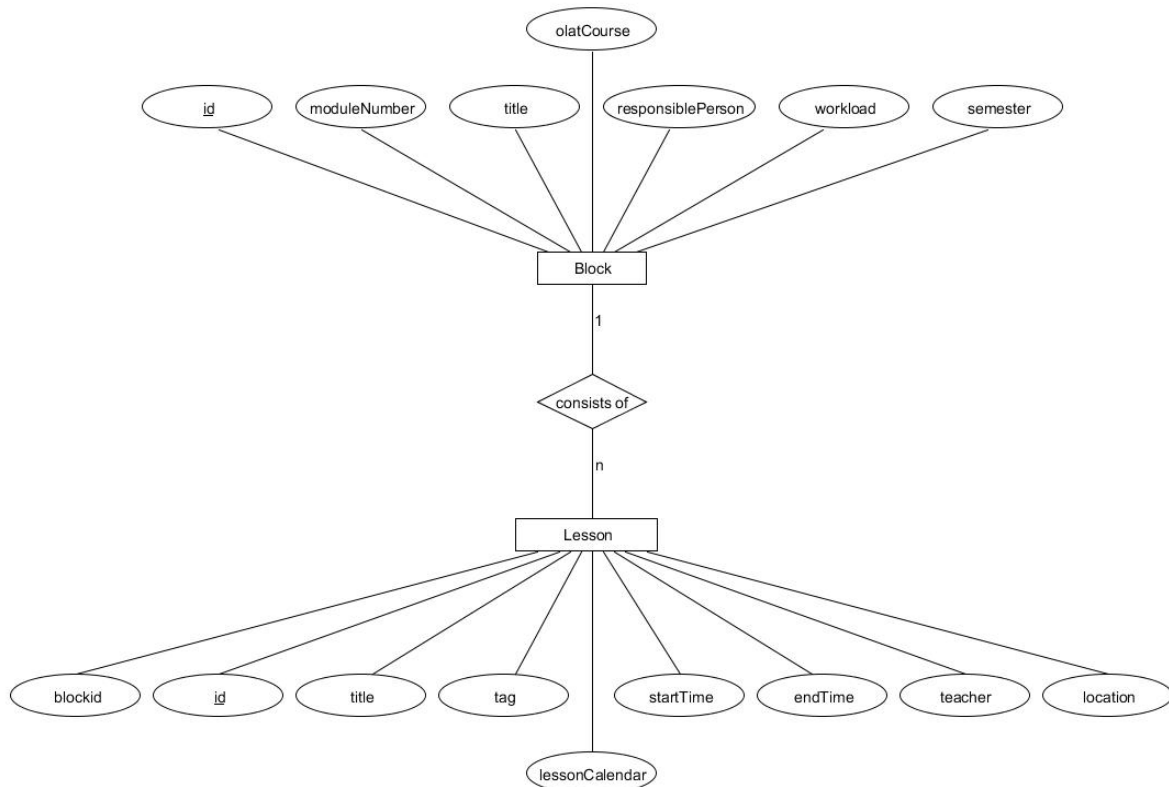 olatCourse
id
moduleNumber
title
responsiblePerson
workload
semester
Block
1
consists of
n
Lesson
blockid
id
title
tag
startTime
endTime
teacher
location
lessonCalendar